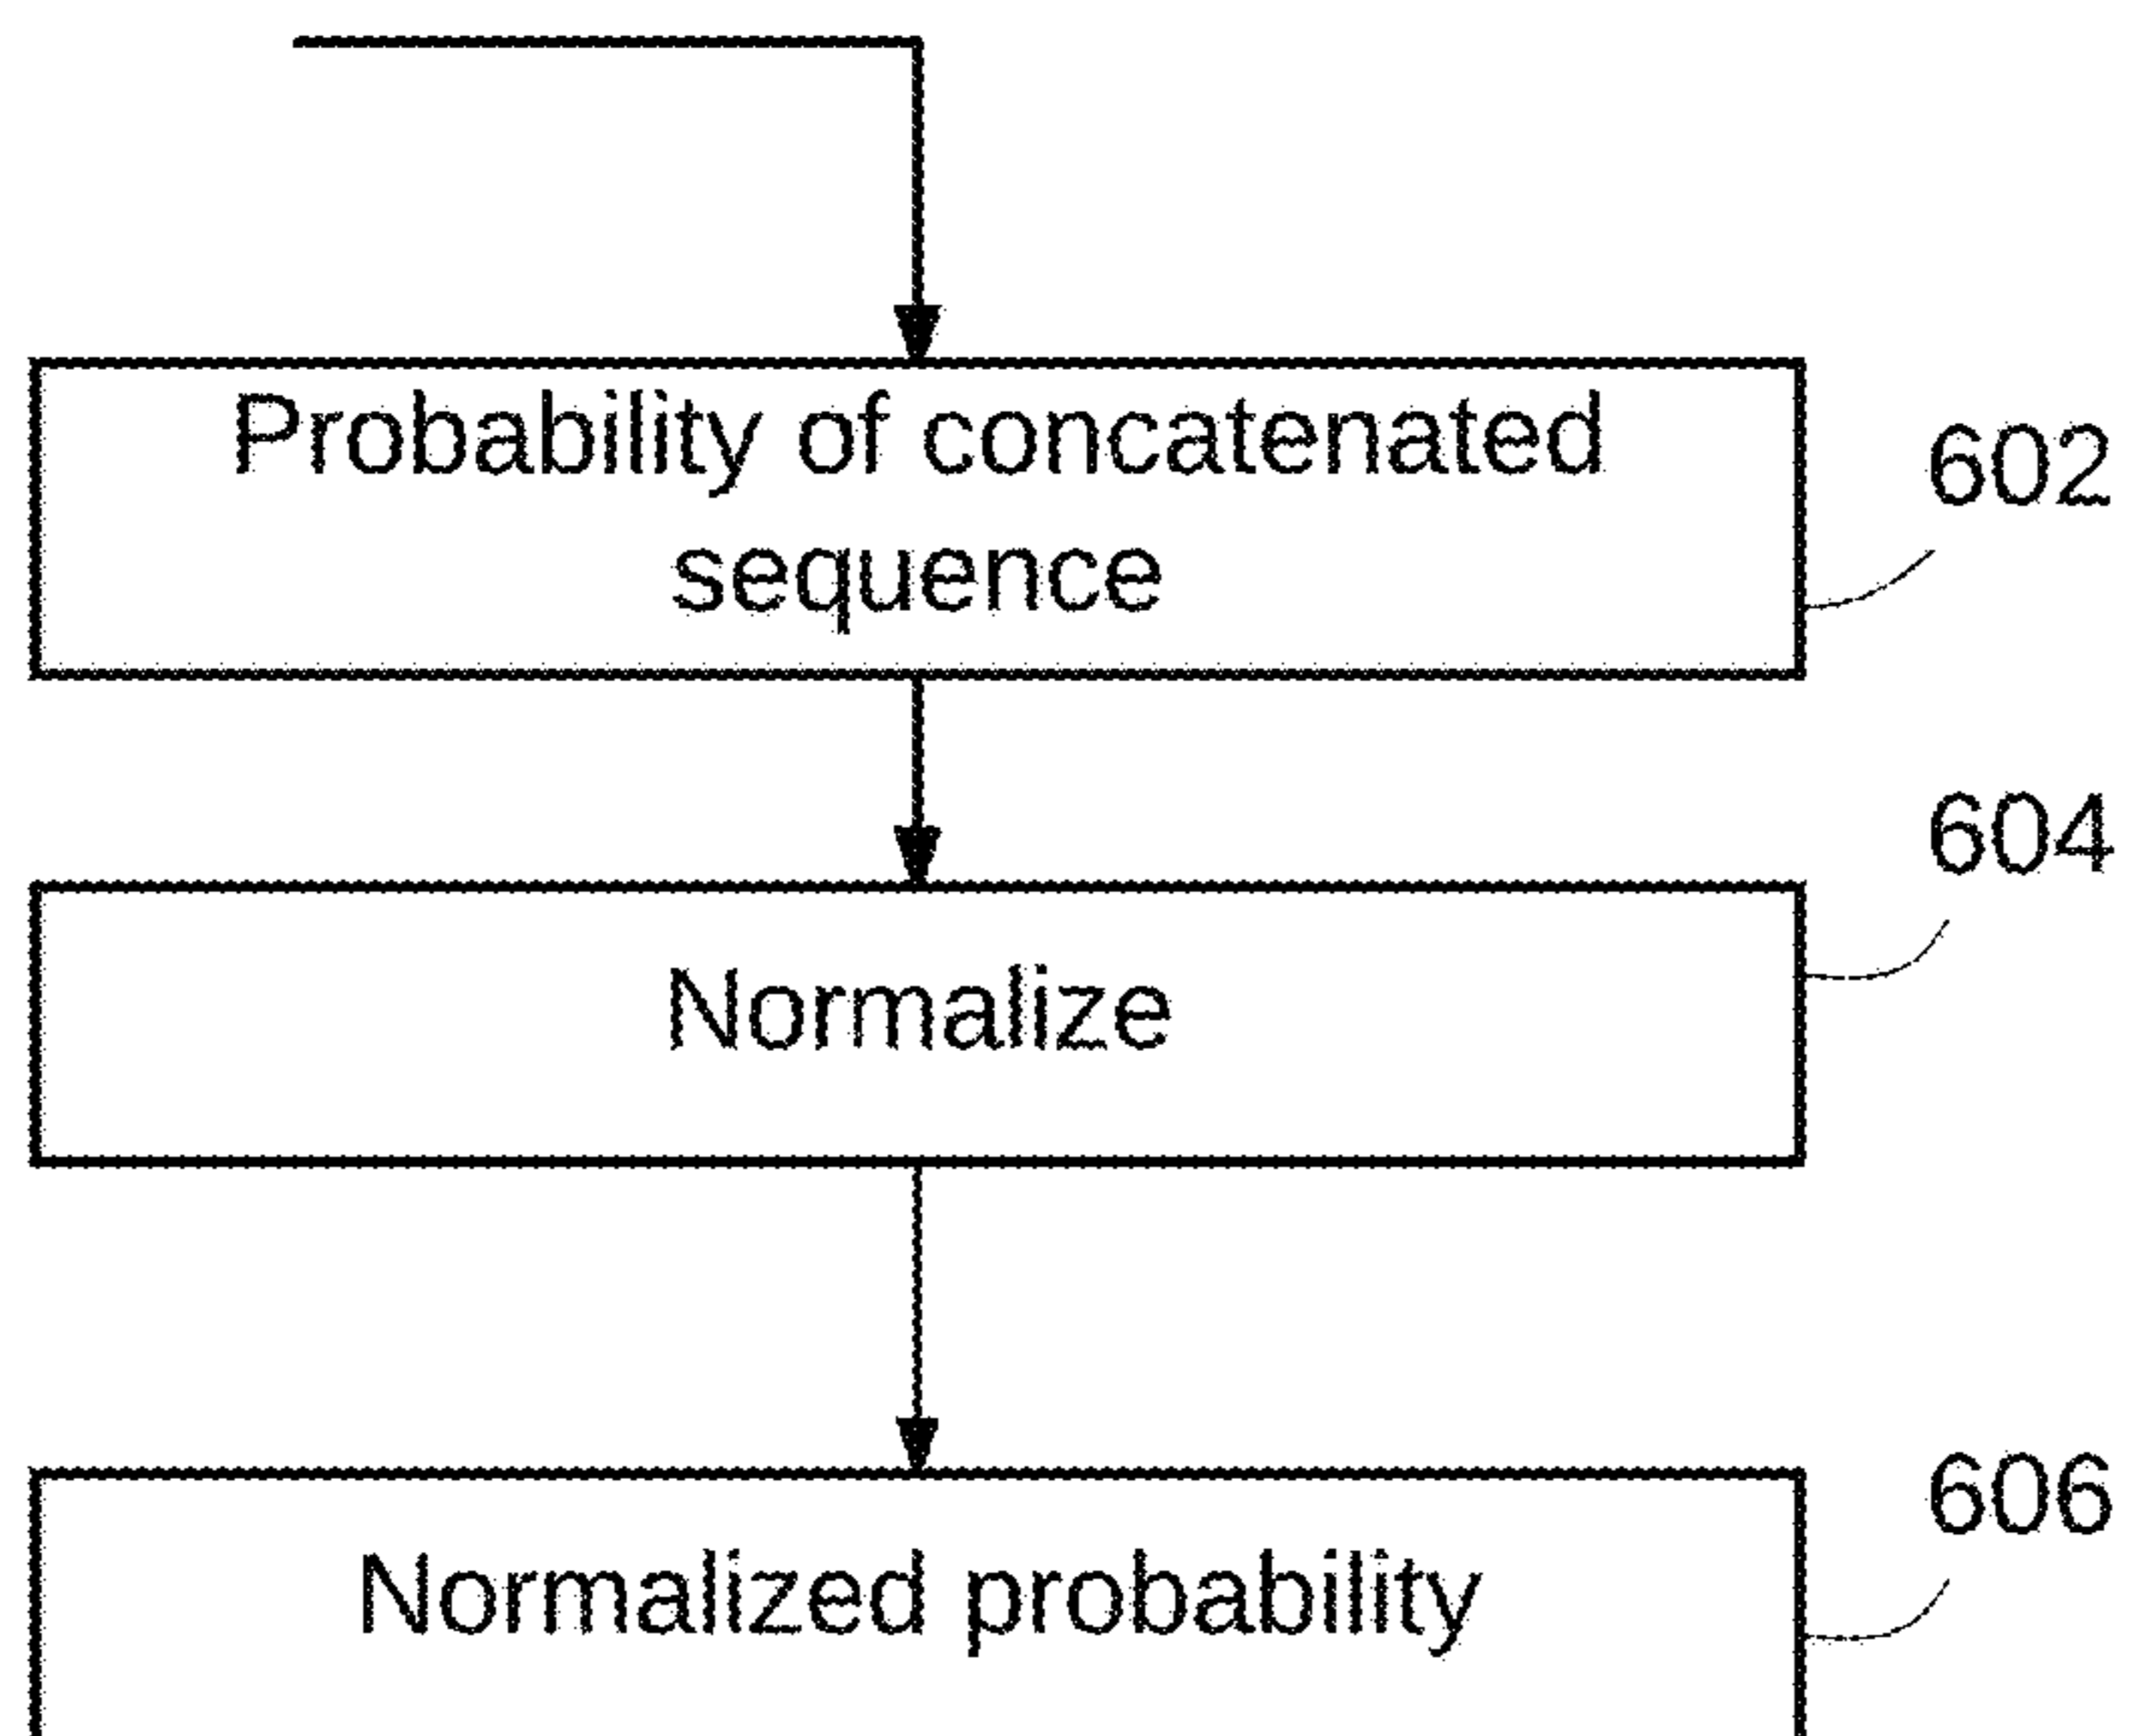 Probability of concatenated
sequence
602
604
Normalize
606
Normalized probability